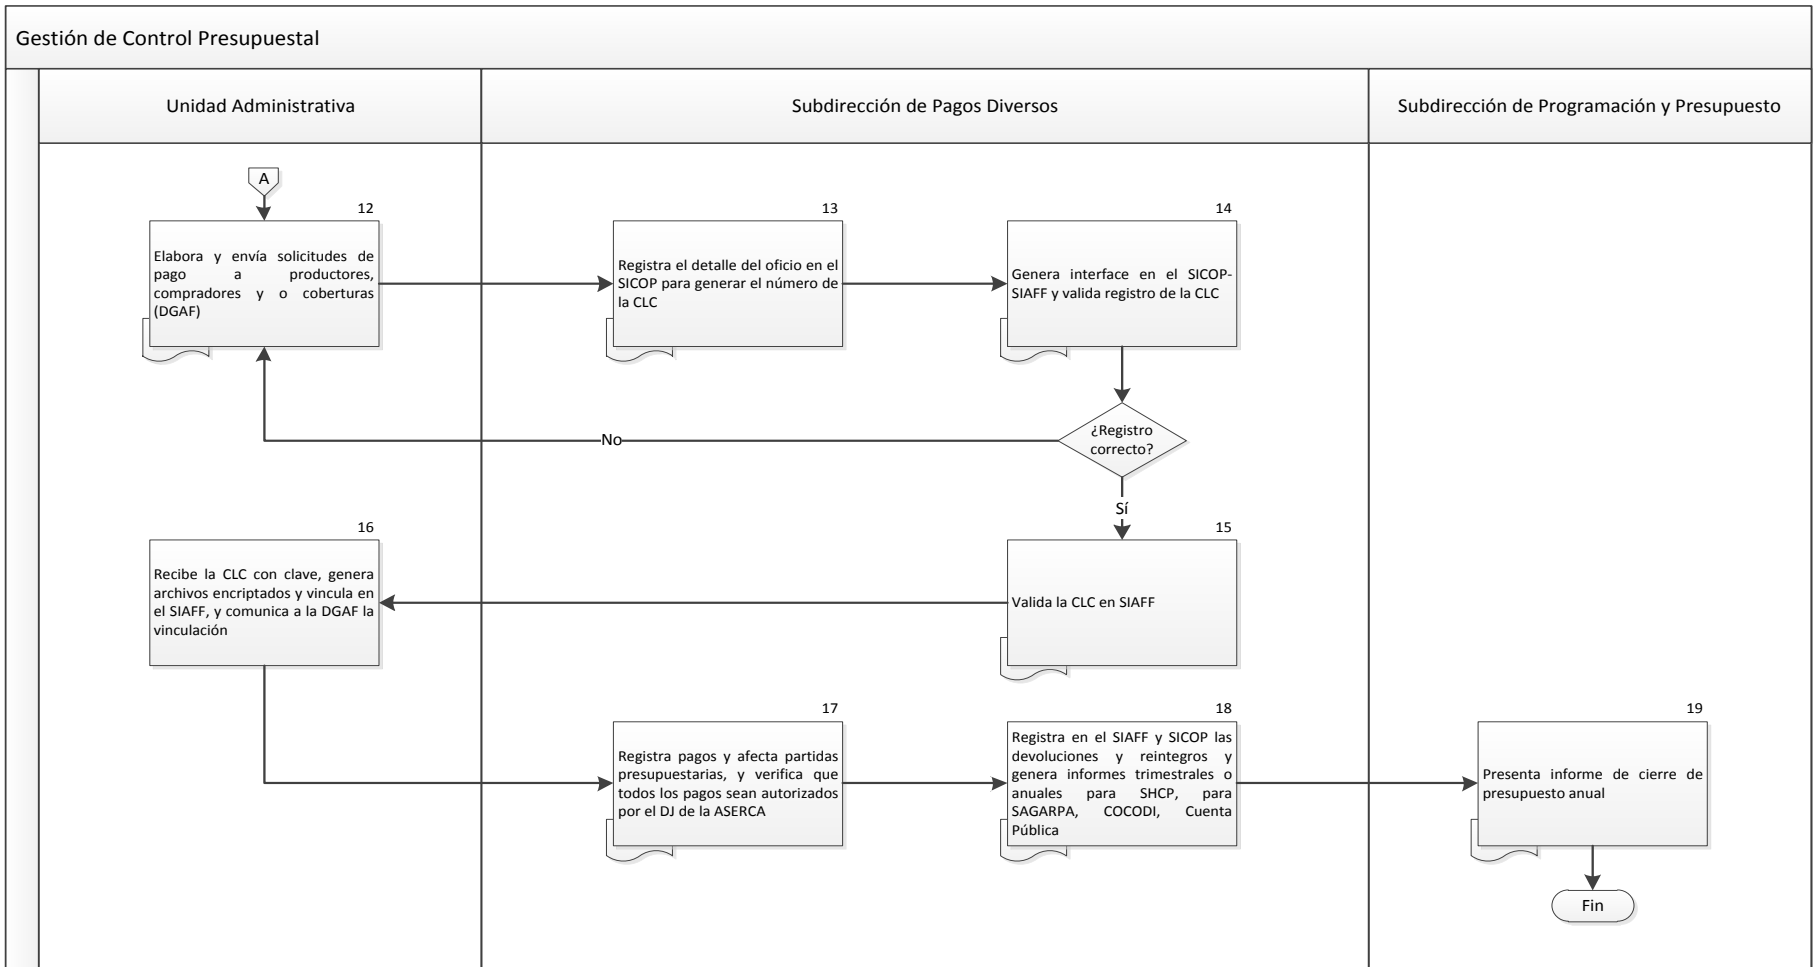 Gestión de Control Presupuestal
Unidad Administrativa
Subdirección de Pagos Diversos
Subdirección de Programación y Presupuesto
A
12
Elabora y envía solicitudes de
pago a productores,
compradores y o coberturas
(DGAF)
13
Registra el detalle del oficio en el
SICOP para generar el número de
la CLC
14
Genera interface en el SICOP-
SIAFF y valida registro de la CLC
¿Registro
correcto?
No
Sí
16
Recibe la CLC con clave, genera
archivos encriptados y vincula en
el SIAFF, y comunica a la DGAF la
vinculación
15
Valida la CLC en SIAFF
17
Registra pagos y afecta partidas
presupuestarias, y verifica que
todos los pagos sean autorizados
por el DJ de la ASERCA
18
Registra en el SIAFF y SICOP las
devoluciones y reintegros y
genera informes trimestrales o
anuales para SHCP, para
SAGARPA, COCODI, Cuenta
Pública
19
Presenta informe de cierre de
presupuesto anual
Fin